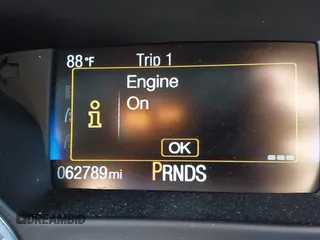 88°F Trip 1
Engine
On
i
OK
062789mi PRNDS
DREAMBID